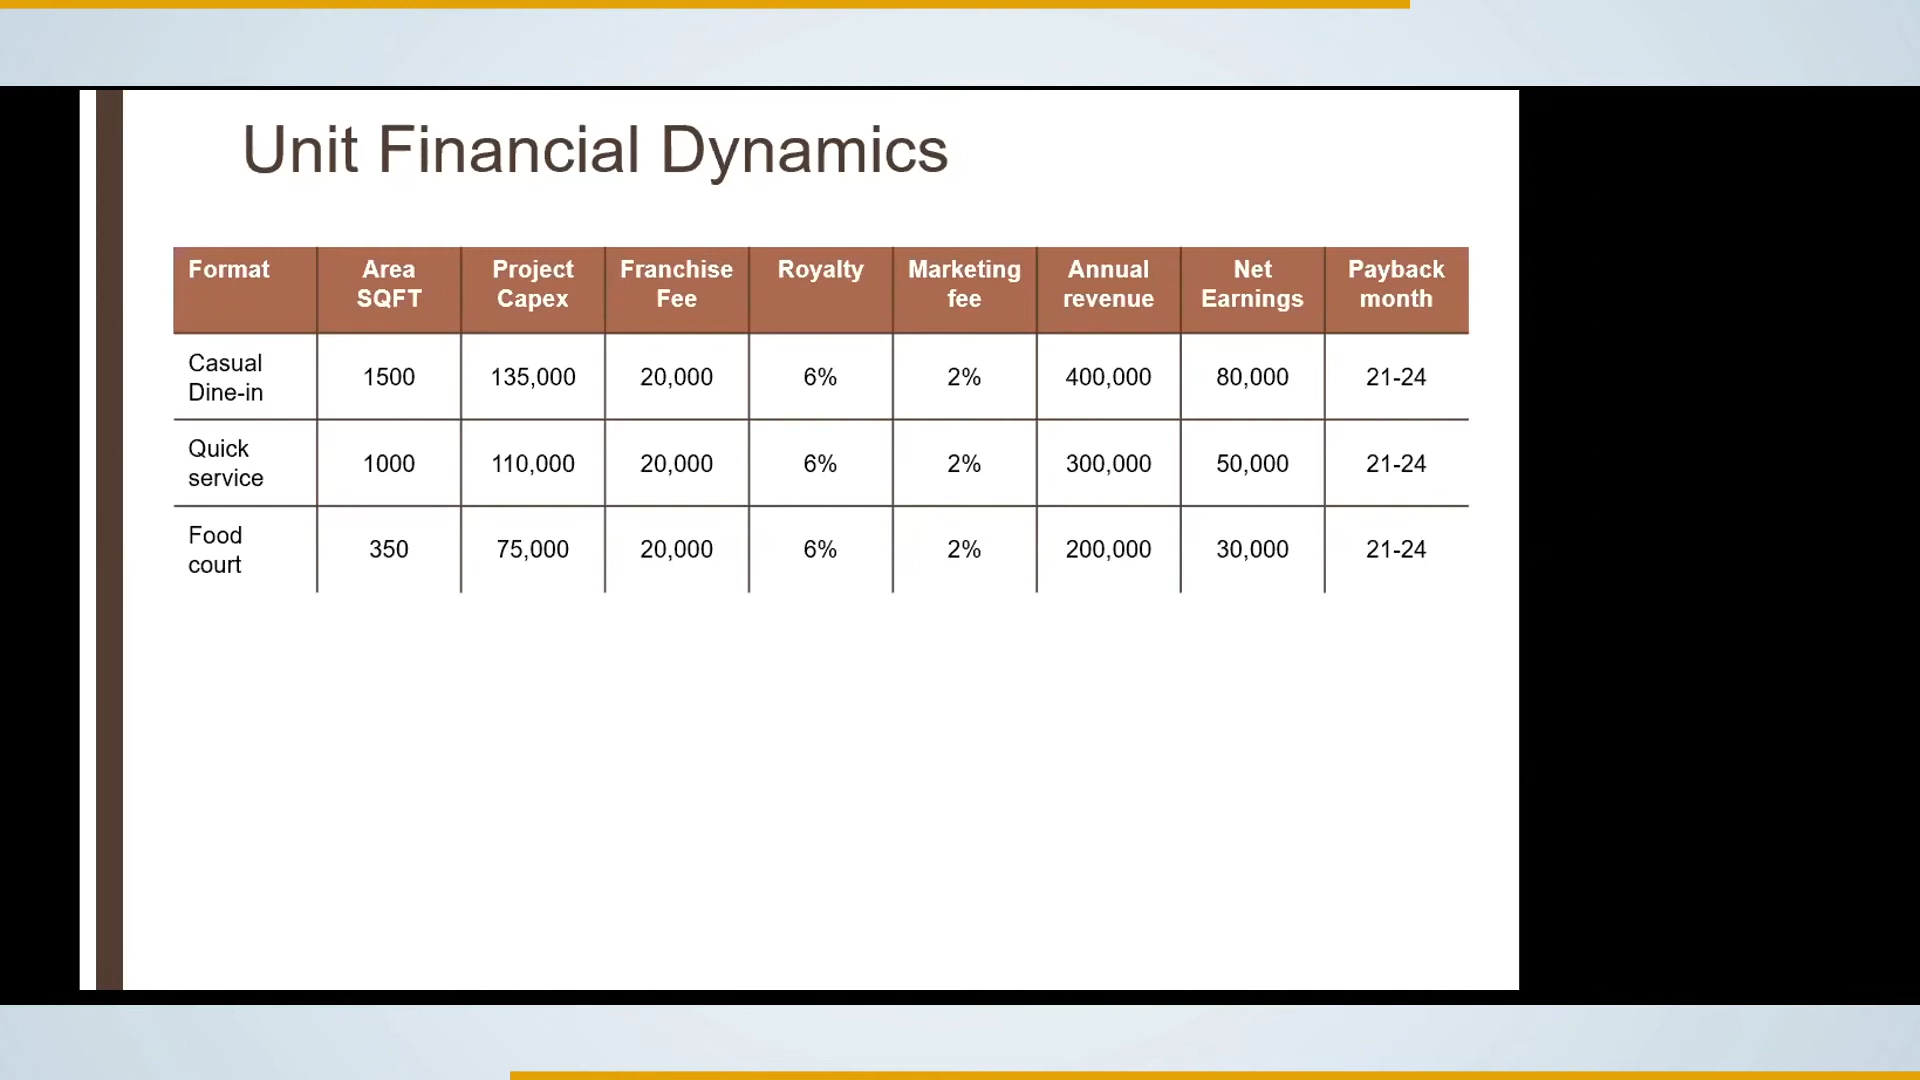 Unit Financial Dynamics
Format Area SQFT Project Capex Franchise Fee Royalty Marketing fee Annual revenue Net Earnings Payback month
Casual Dine-in 1500 135,000 20,000 6% 2% 400,000 80,000 21-24
Quick service 1000 110,000 20,000 6% 2% 300,000 50,000 21-24
Food court 350 75,000 20,000 6% 2% 200,000 30,000 21-24